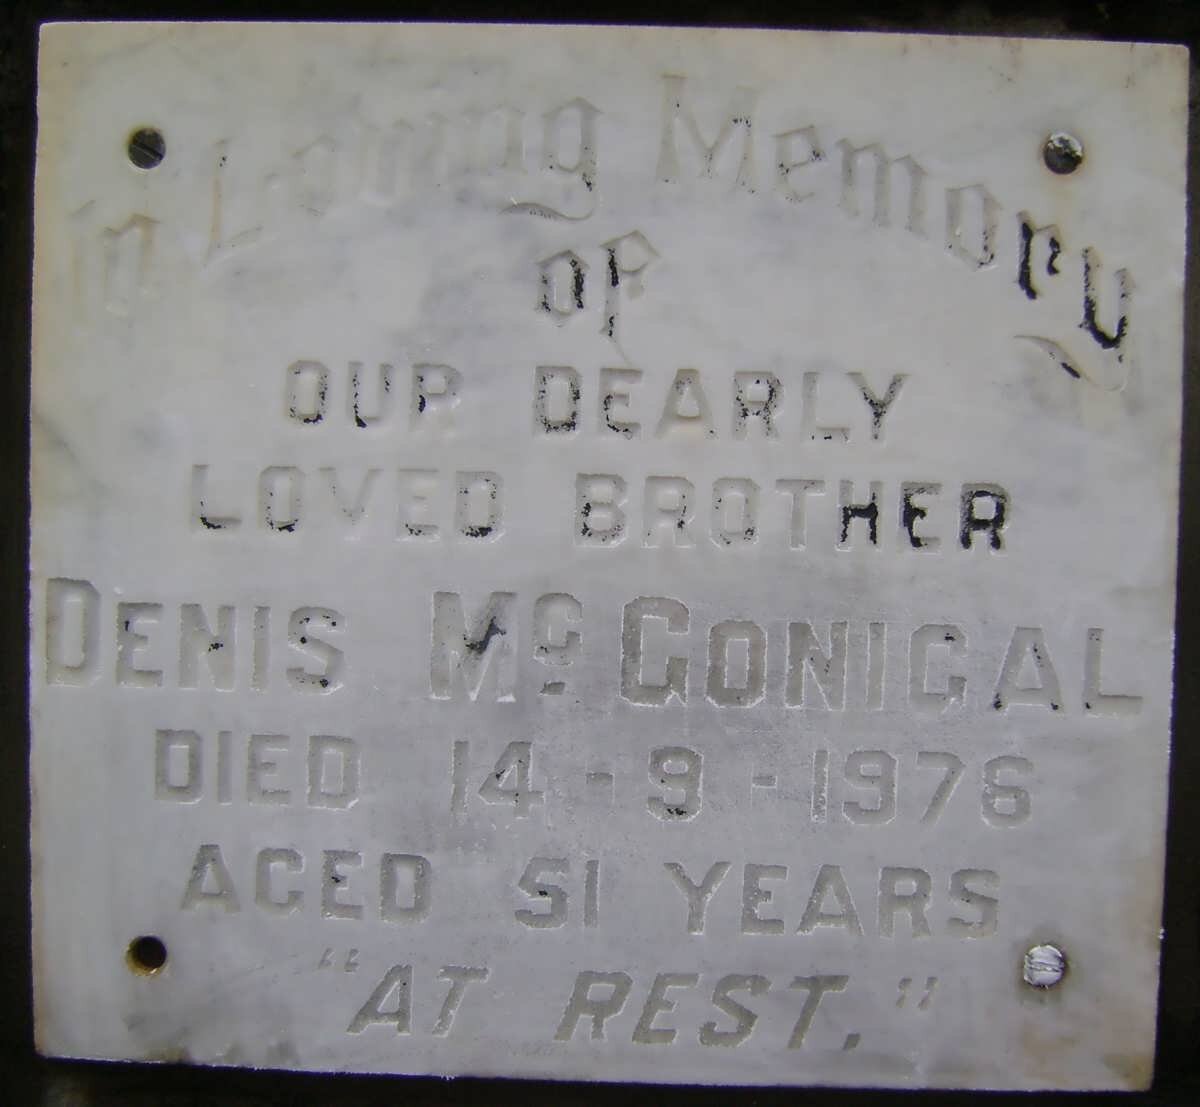 In Loving Memory
of
OUR DEARLY
LOVED BROTHER
DENIS McGONIGAL
DIED 14-9-1976
AGED 51 YEARS
"AT REST."